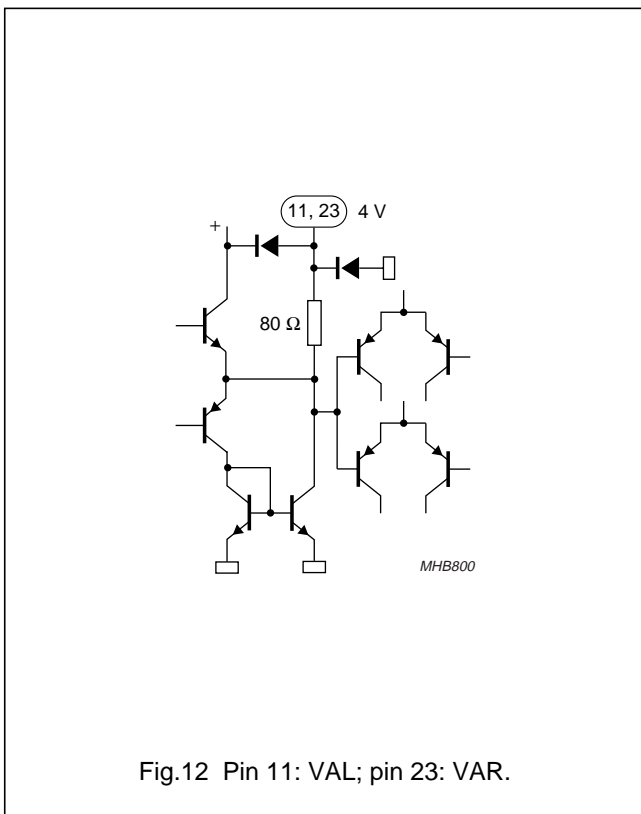 11, 23 4 V
+
80 Ω
MHB800
Fig.12 Pin 11: VAL; pin 23: VAR.